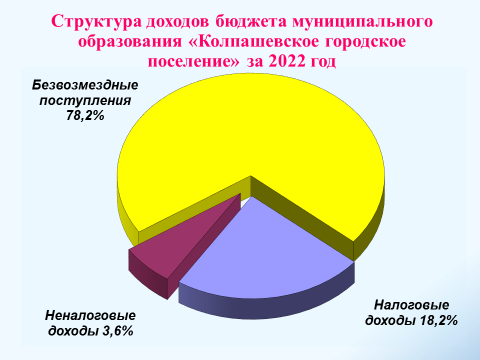 Структура доходов бюджета муниципального
образования «Колпашевское городское
поселение» за 2022 год
Безвозмездные
поступления
78,2%
Неналоговые
доходы 3,6%
Налоговые
доходы 18,2%